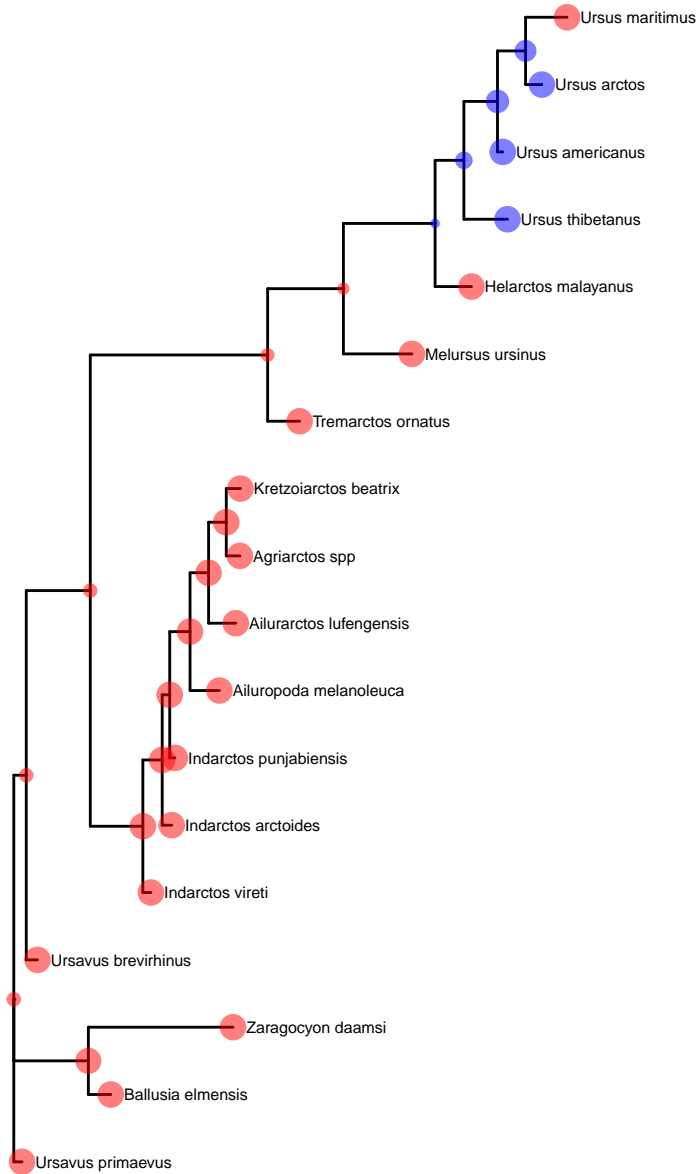 Ursus maritimus
Ursus arctos
Ursus americanus
Ursus thibetanus
Helarctos malayanus
Melursus ursinus
Tremarctos ornatus
Kretzoiarctos beatrix
Agriarctos spp
Ailurarctos lufengensis
Ailuropoda melanoleuca
Indarctos punjabiensis
Indarctos arctoides
Indarctos vireti
Ursavus brevirhinus
Zaragocyon daamsi
Ballusia elmensis
Ursavus primaevus